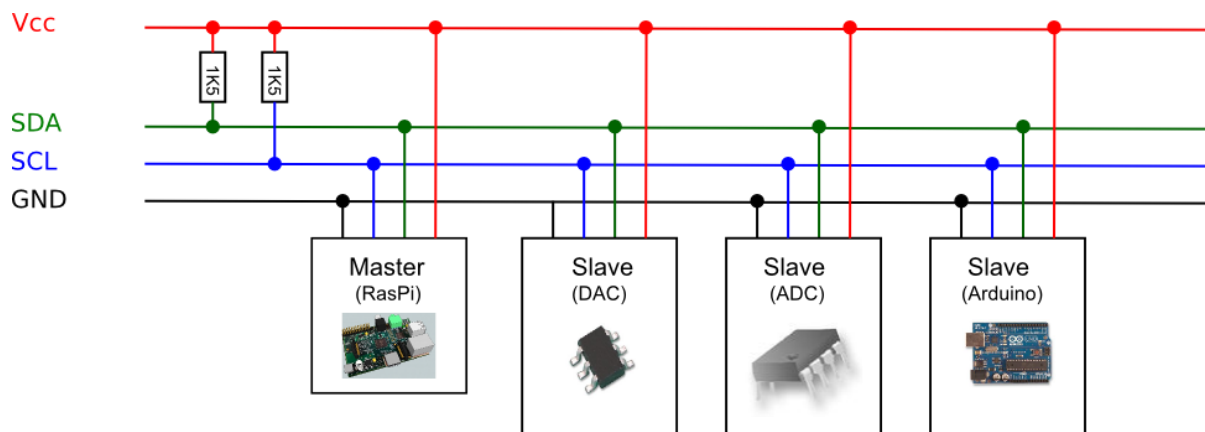 Vcc
1K5
1K5
SDA
SCL
GND
Master
(RasPi)
Slave
(DAC)
Slave
(ADC)
Slave
(Arduino)